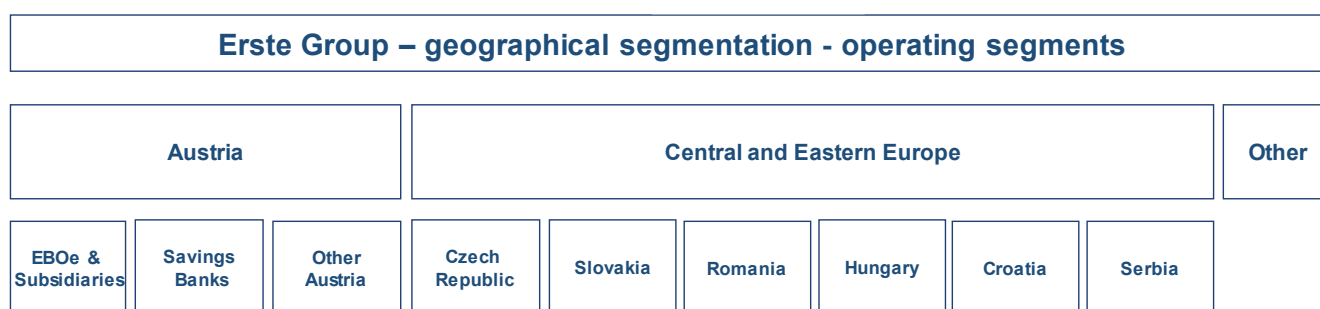 Erste Group – geographical segmentation - operating segments
Austria
Central and Eastern Europe
Other
EBOe &
Subsidiaries
Savings
Banks
Other
Austria
Czech
Republic
Slovakia
Romania
Hungary
Croatia
Serbia